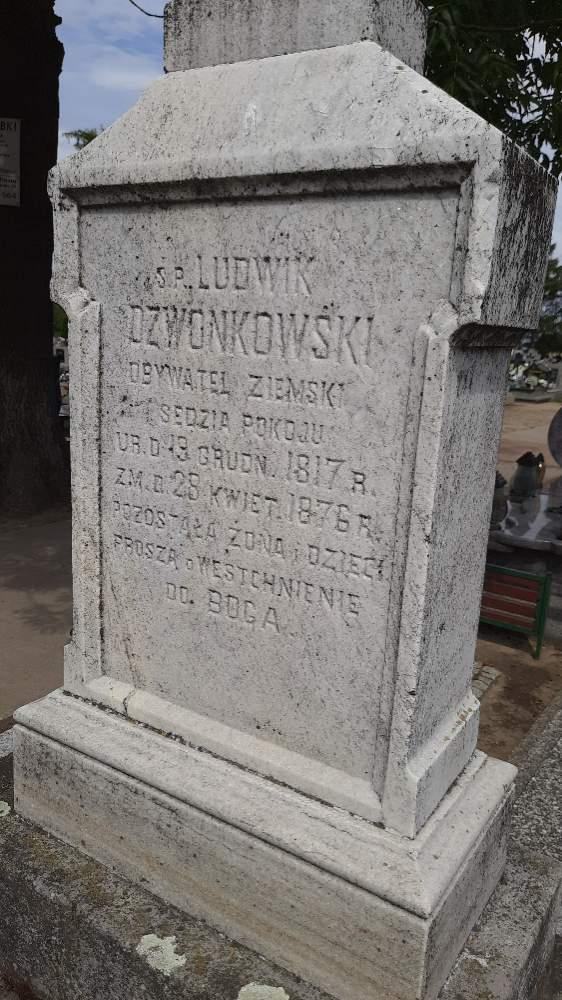 Ś.P. LUDWIK
DZWONKOWSKI
OBYWATEL ZIEMSKI
I SĘDZIA POKOJU
UR. D. 13 GRUDN. 1817 R.
ZM. D. 28 KWIET. 1876 R.
POZOSTAŁA ŻONA I DZIECI
PROSZĄ O WESTCHNIENIE
DO BOGA